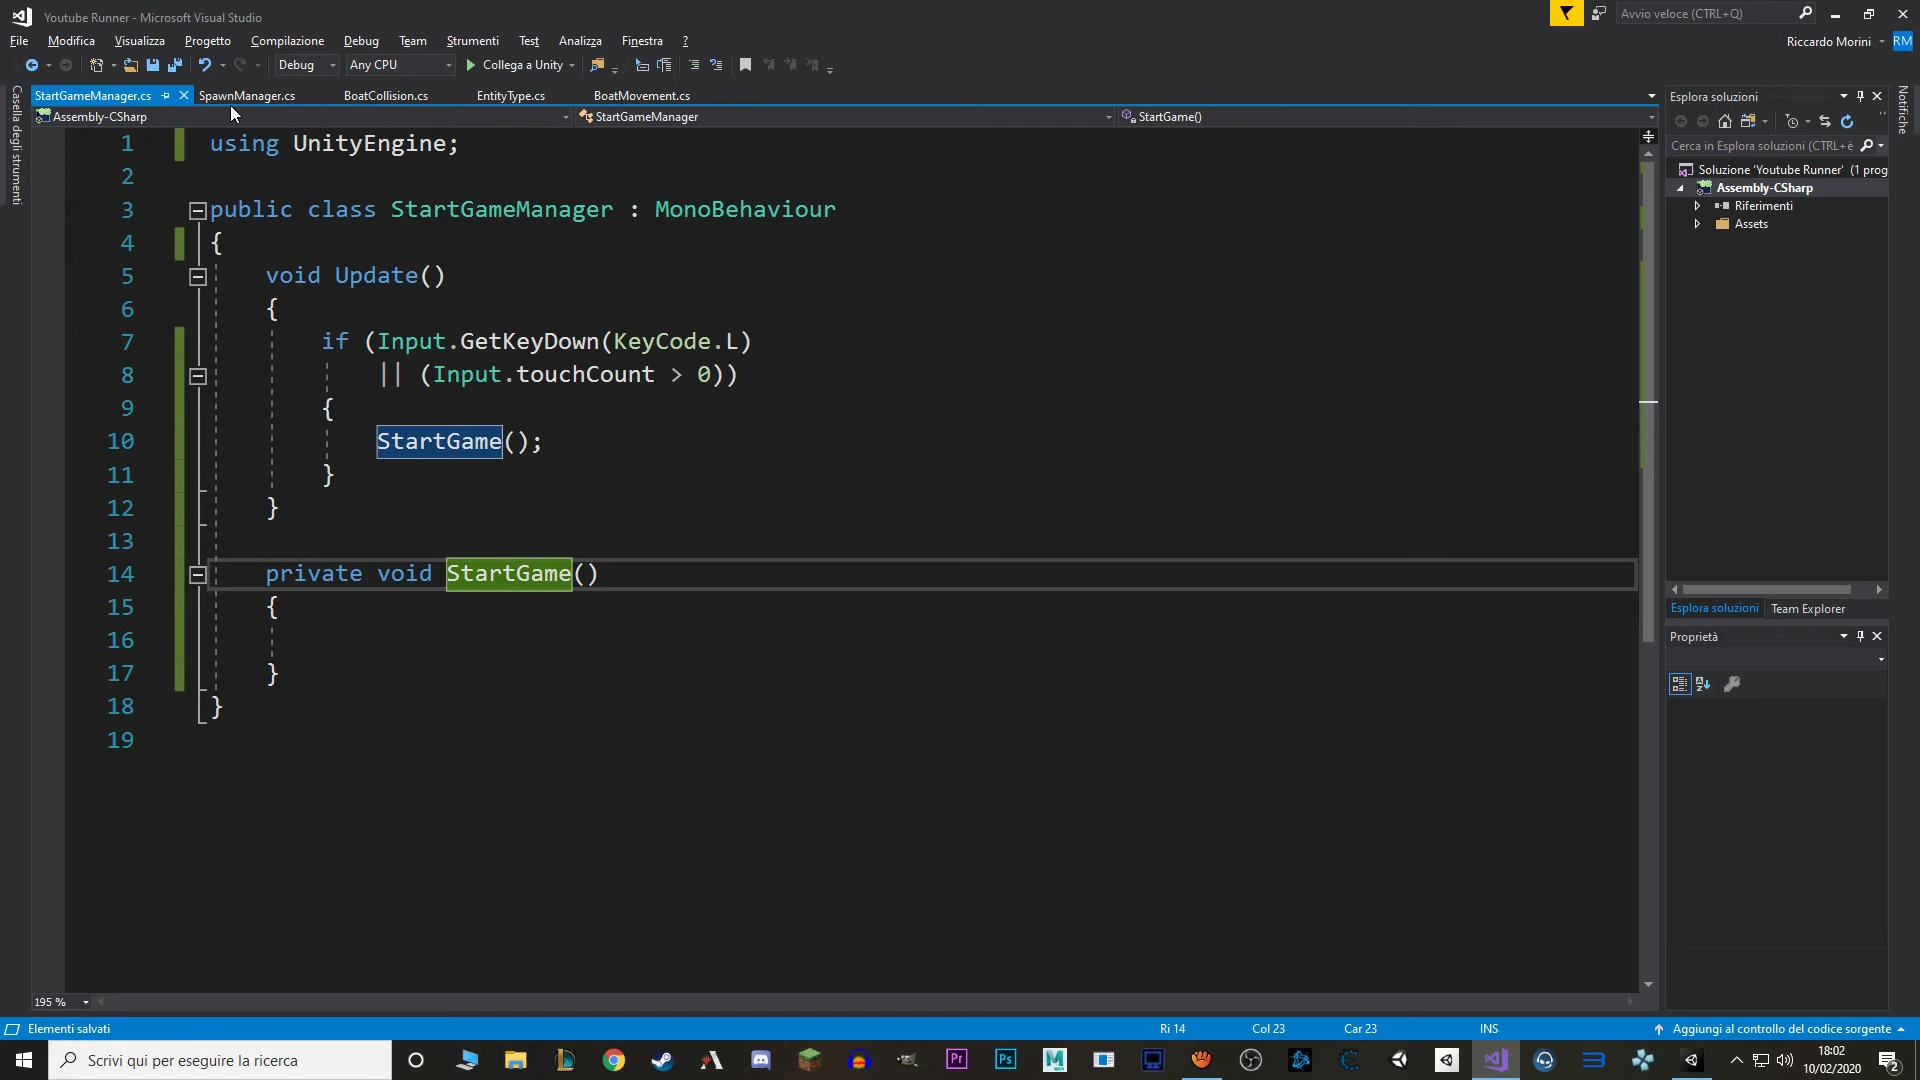 Youtube Runner - Microsoft Visual Studio
Avvio veloce (CTRL+Q)
File Modifica Visualizza Progetto Compilazione Debug Team Strumenti Test Analizza Finestra ?
Riccardo Morini RM
Debug Any CPU Collega a Unity
StartGameManager.cs SpawnManager.cs BoatCollision.cs EntityType.cs BoatMovement.cs
Assembly-CSharp StartGameManager StartGame()
Casella degli strumenti
1 using UnityEngine;
2
3 public class StartGameManager : MonoBehaviour
4 {
5 void Update()
6 {
7 if (Input.GetKeyDown(KeyCode.L)
8 || (Input.touchCount > 0))
9 {
10 StartGame();
11 }
12 }
13
14 private void StartGame()
15 {
16
17 }
18 }
19
195 %
Esplora soluzioni
Cerca in Esplora soluzioni (CTRL+è
Soluzione 'Youtube Runner' (1 prog
Assembly-CSharp
Riferimenti
Assets
Esplora soluzioni Team Explorer
Proprietà
Notifiche
Elementi salvati Ri 14 Col 23 Car 23 INS Aggiungi al controllo del codice sorgente
Scrivi qui per eseguire la ricerca
Pr Ps M
18:02
10/02/2020
2